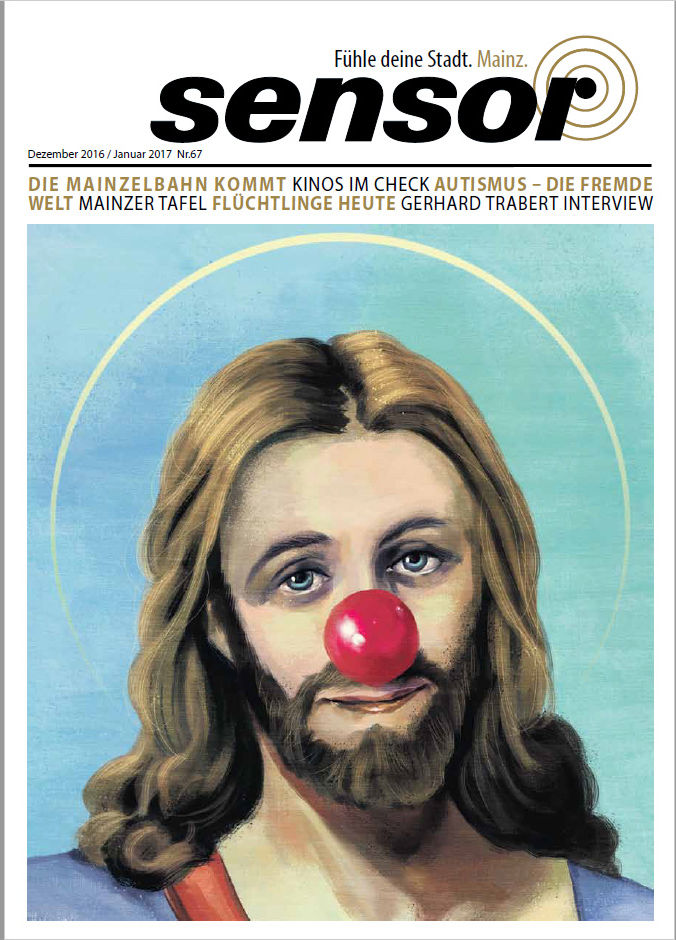 Fühle deine Stadt. Mainz.
sensor
Dezember 2016 / Januar 2017 Nr.67
DIE MAINZELBAHN KOMMT KINOS IM CHECK AUTISMUS – DIE FREMDE
WELT MAINZER TAFEL FLÜCHTLINGE HEUTE GERHARD TRABERT INTERVIEW